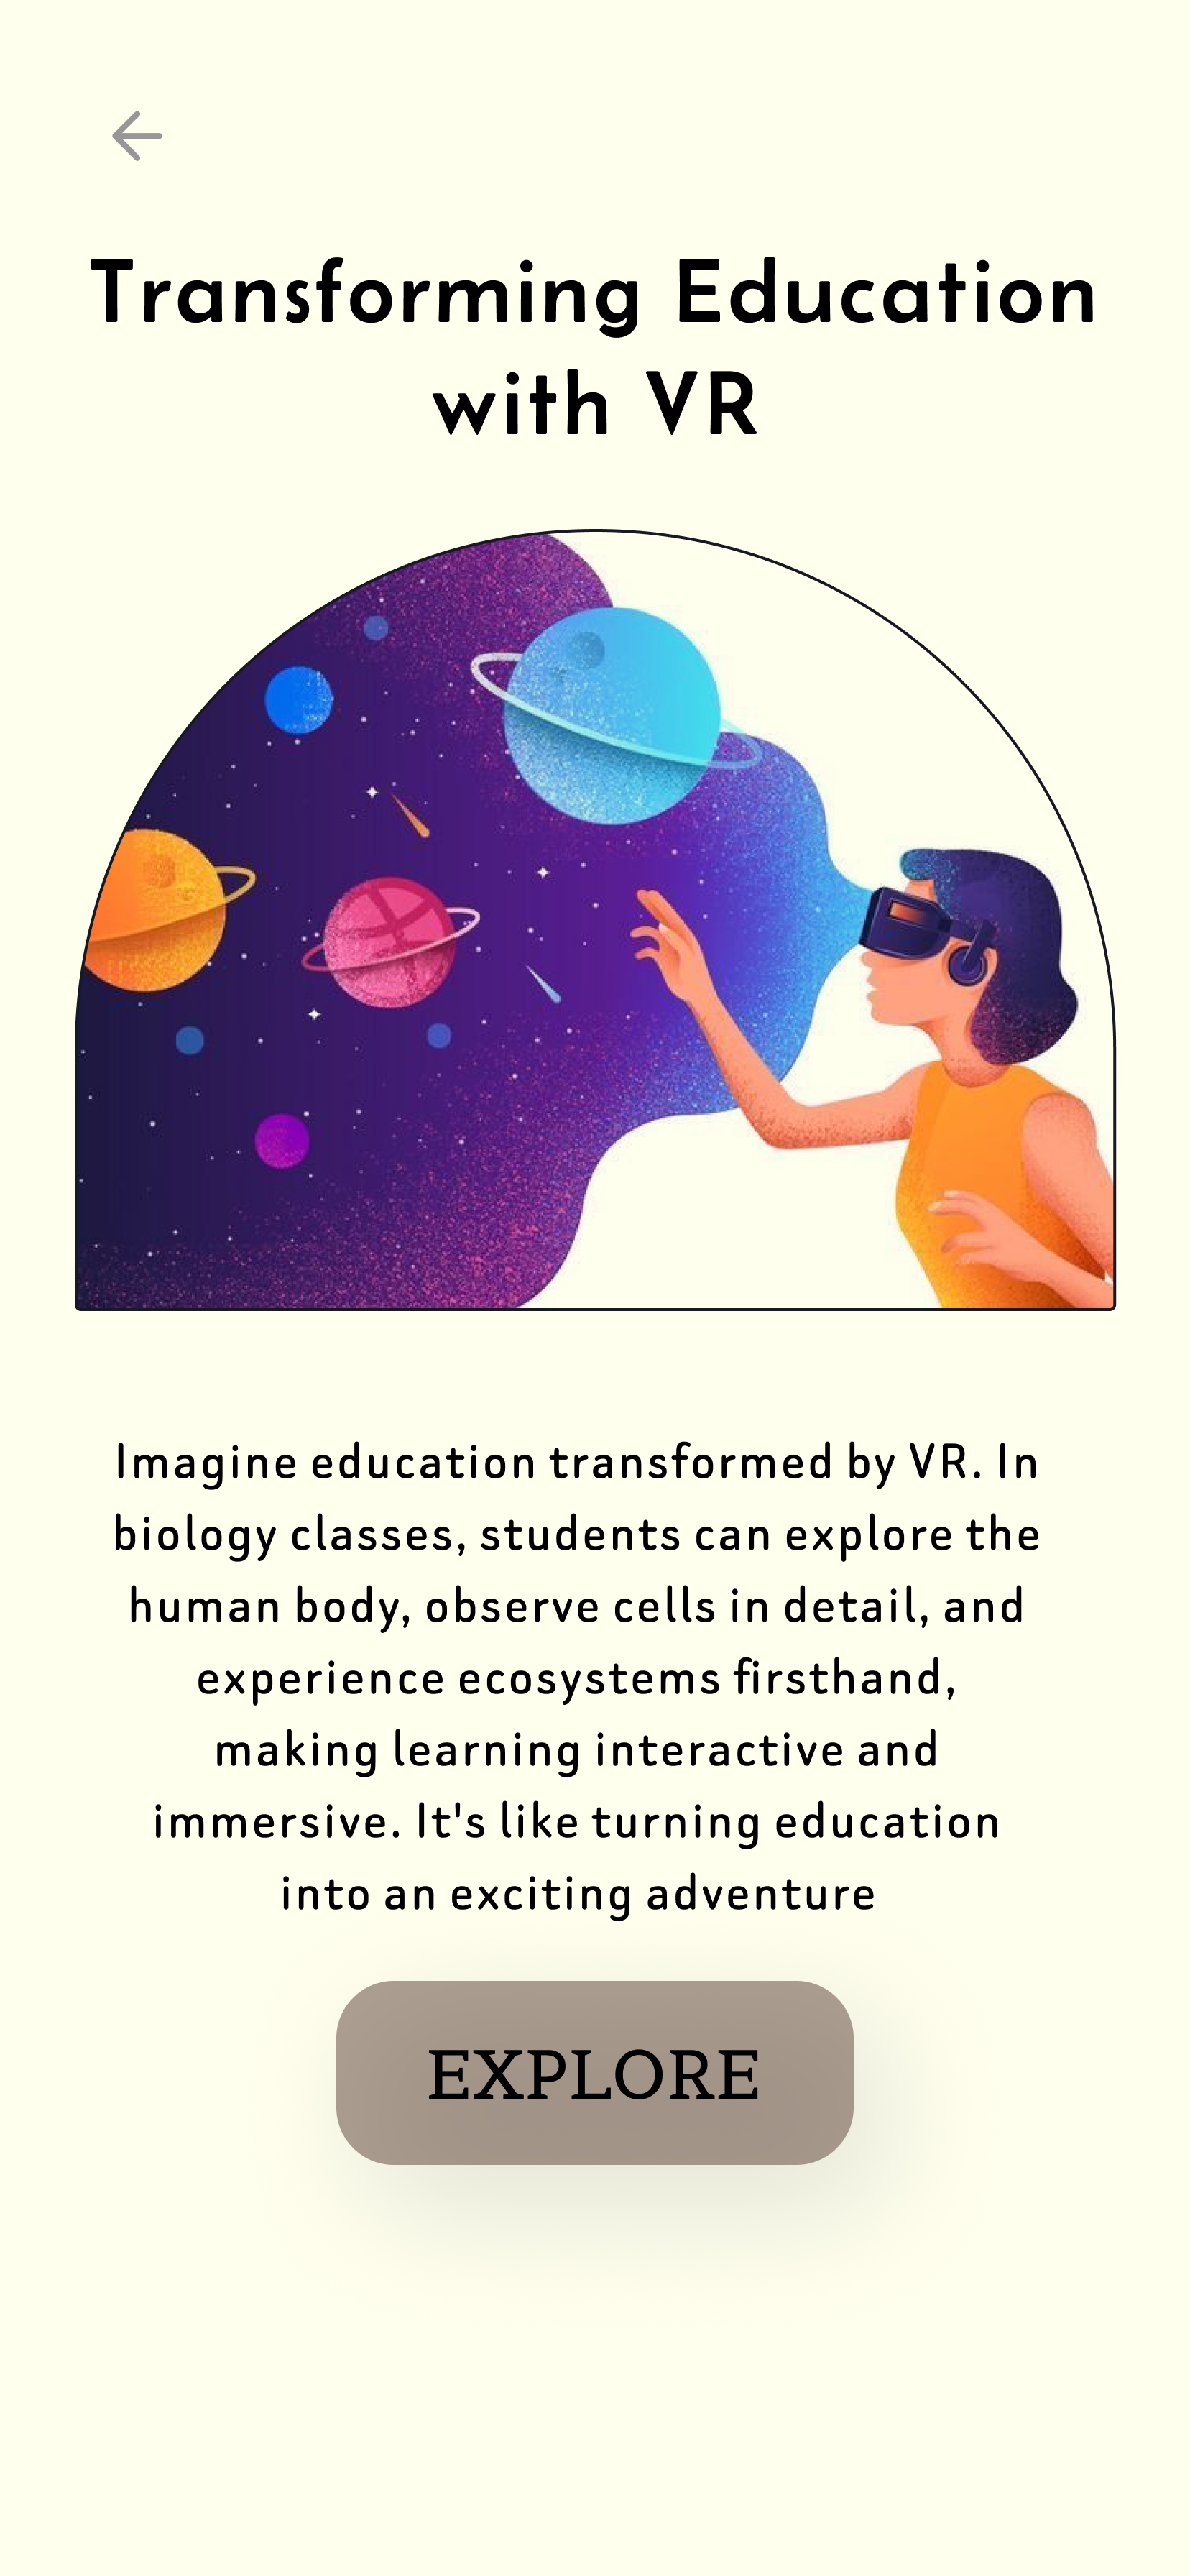 Transforming Education
with VR
Imagine education transformed by VR. In
biology classes, students can explore the
human body, observe cells in detail, and
experience ecosystems firsthand,
making learning interactive and
immersive. It's like turning education
into an exciting adventure
EXPLORE